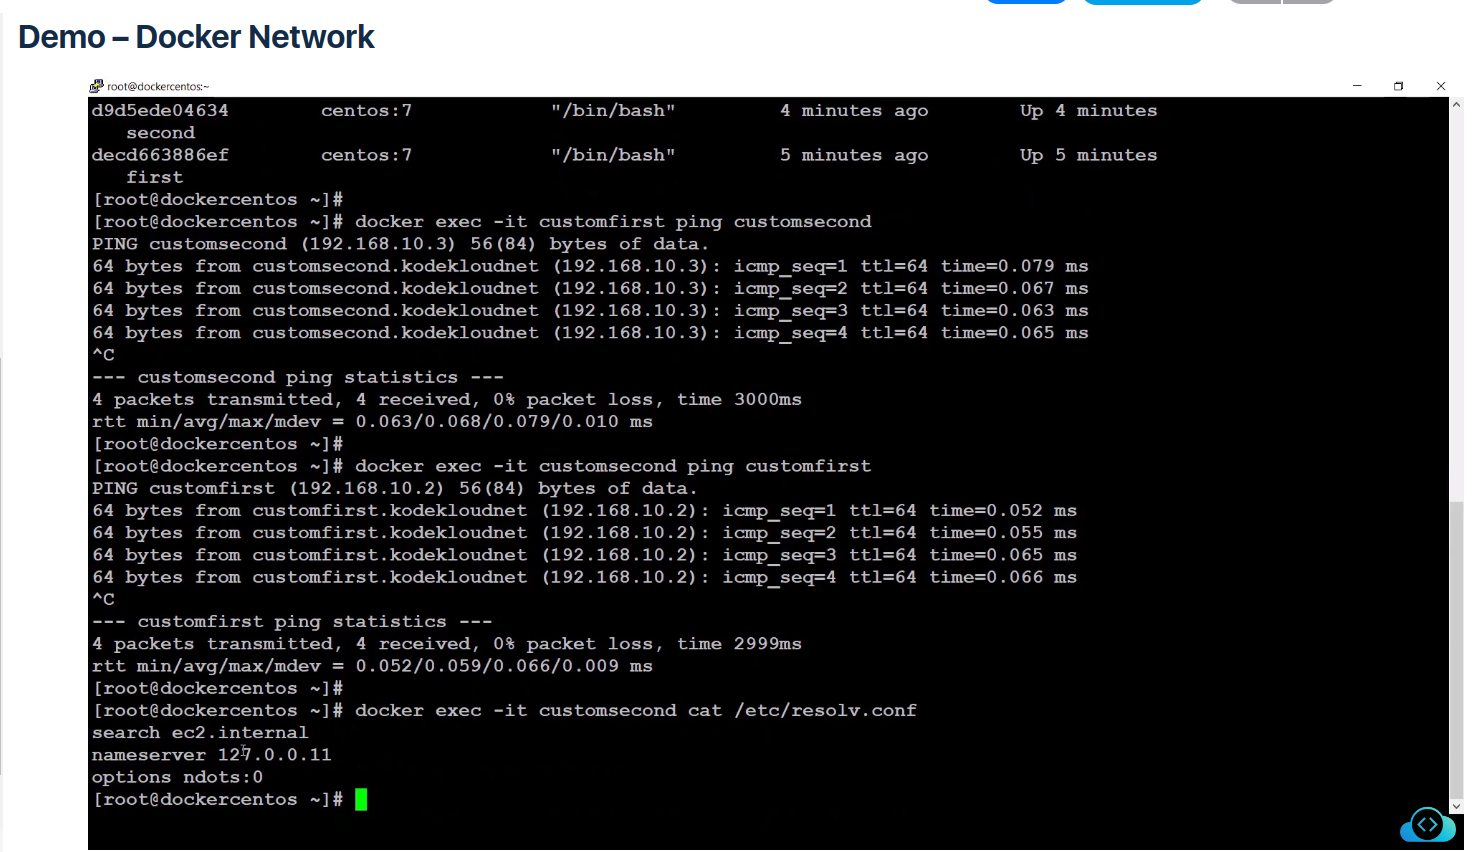 Demo – Docker Network
root@dockercentos:~
d9d5ede04634 centos:7 "/bin/bash" 4 minutes ago Up 4 minutes
second
decd663886ef centos:7 "/bin/bash" 5 minutes ago Up 5 minutes
first
[root@dockercentos ~]#
[root@dockercentos ~]# docker exec -it customfirst ping customsecond
PING customsecond (192.168.10.3) 56(84) bytes of data.
64 bytes from customsecond.kodekloudnet (192.168.10.3): icmp_seq=1 ttl=64 time=0.079 ms
64 bytes from customsecond.kodekloudnet (192.168.10.3): icmp_seq=2 ttl=64 time=0.067 ms
64 bytes from customsecond.kodekloudnet (192.168.10.3): icmp_seq=3 ttl=64 time=0.063 ms
64 bytes from customsecond.kodekloudnet (192.168.10.3): icmp_seq=4 ttl=64 time=0.065 ms
^C
--- customsecond ping statistics ---
4 packets transmitted, 4 received, 0% packet loss, time 3000ms
rtt min/avg/max/mdev = 0.063/0.068/0.079/0.010 ms
[root@dockercentos ~]#
[root@dockercentos ~]# docker exec -it customsecond ping customfirst
PING customfirst (192.168.10.2) 56(84) bytes of data.
64 bytes from customfirst.kodekloudnet (192.168.10.2): icmp_seq=1 ttl=64 time=0.052 ms
64 bytes from customfirst.kodekloudnet (192.168.10.2): icmp_seq=2 ttl=64 time=0.055 ms
64 bytes from customfirst.kodekloudnet (192.168.10.2): icmp_seq=3 ttl=64 time=0.065 ms
64 bytes from customfirst.kodekloudnet (192.168.10.2): icmp_seq=4 ttl=64 time=0.066 ms
^C
--- customfirst ping statistics ---
4 packets transmitted, 4 received, 0% packet loss, time 2999ms
rtt min/avg/max/mdev = 0.052/0.059/0.066/0.009 ms
[root@dockercentos ~]#
[root@dockercentos ~]# docker exec -it customsecond cat /etc/resolv.conf
search ec2.internal
nameserver 127.0.0.11
options ndots:0
[root@dockercentos ~]#